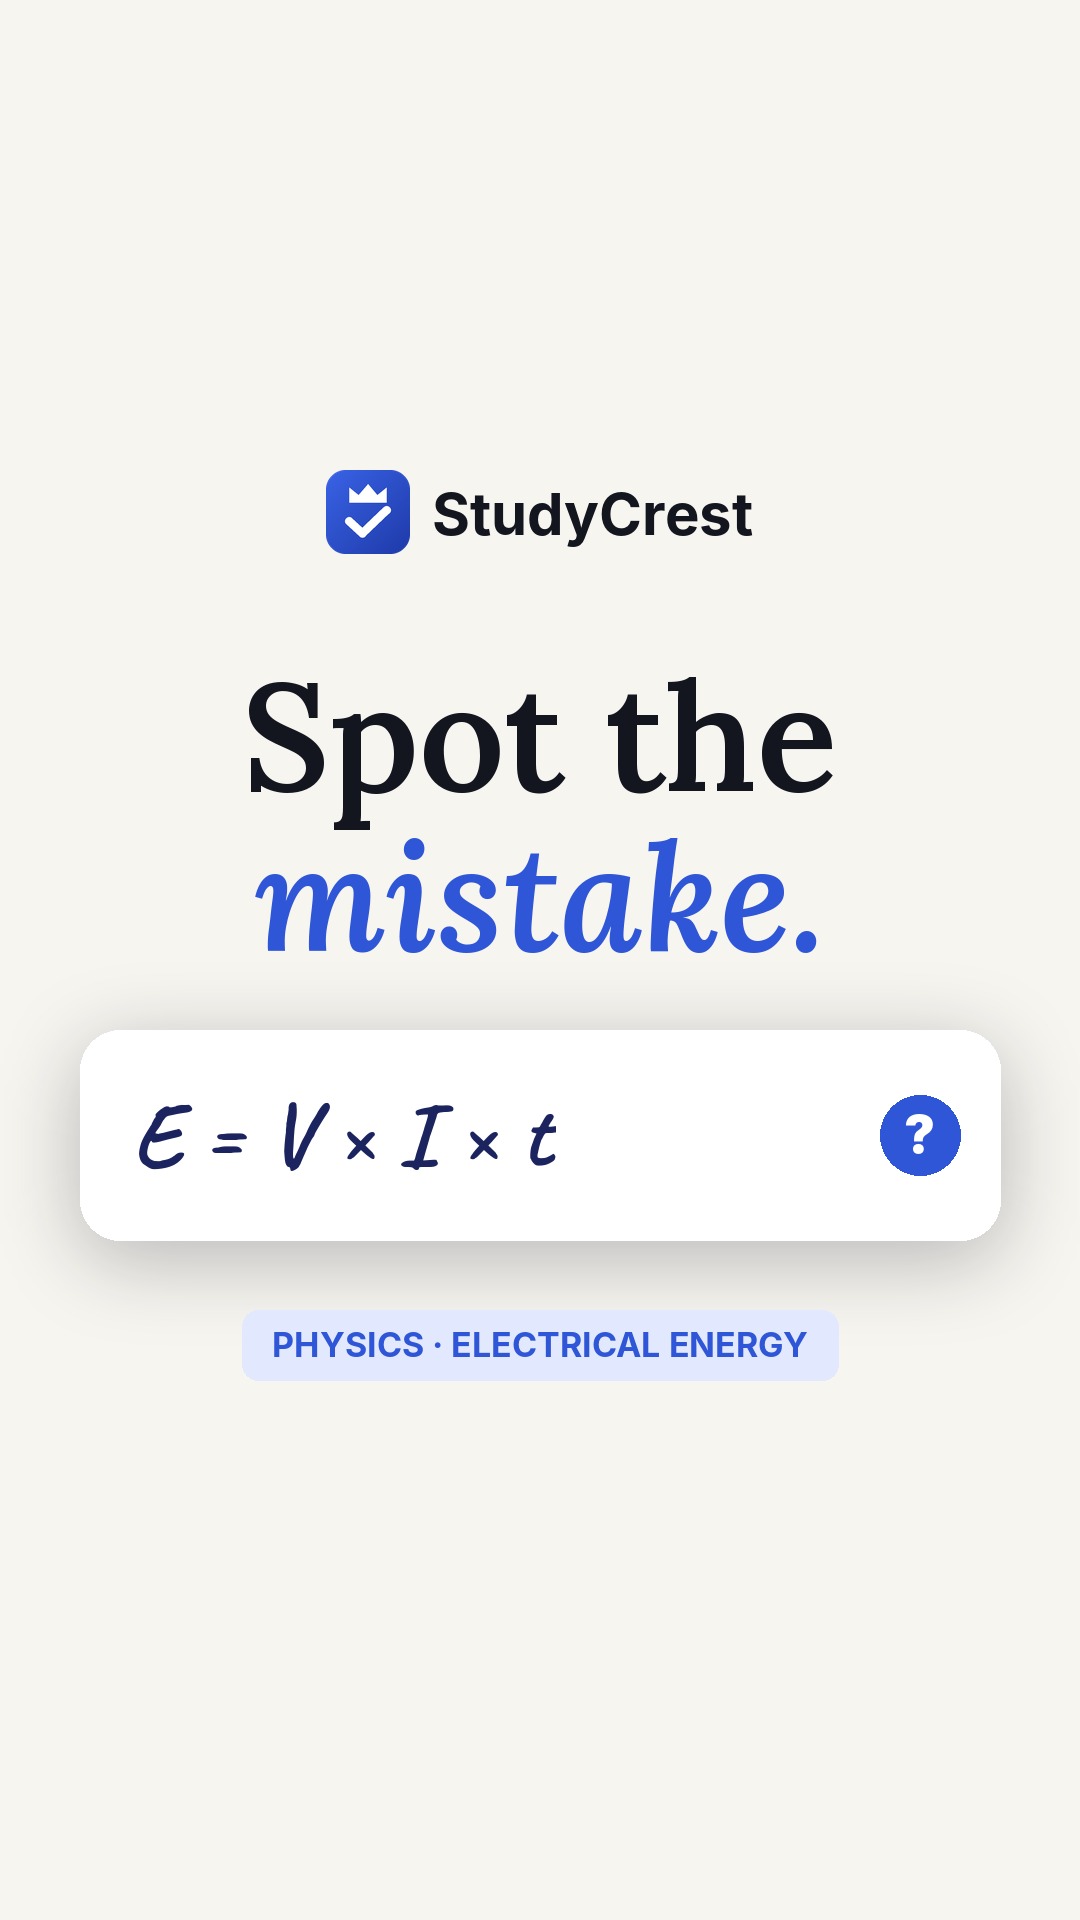 StudyCrest
Spot the
mistake.
E = V × I × t
?
PHYSICS · ELECTRICAL ENERGY